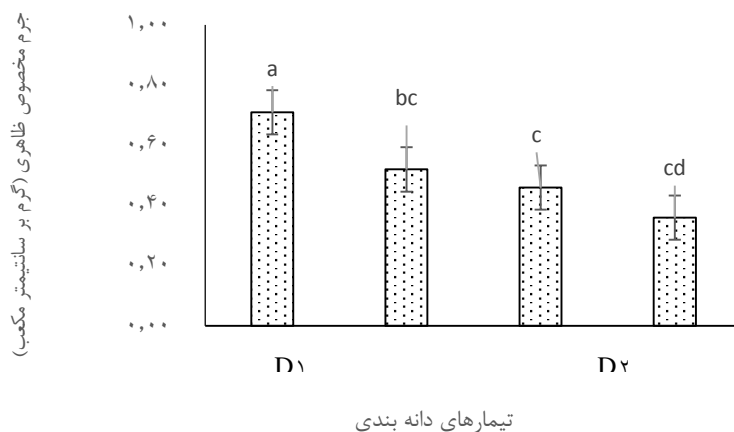 جرم مخصوص ظاهری (گرم بر سانتیمتر مکعب)
۱,۰۰
۰,۸۰
۰,۶۰
۰,۴۰
۰,۲۰
۰,۰۰
a
bc
c
cd
D۱
D۲
تیمارهای دانه بندی